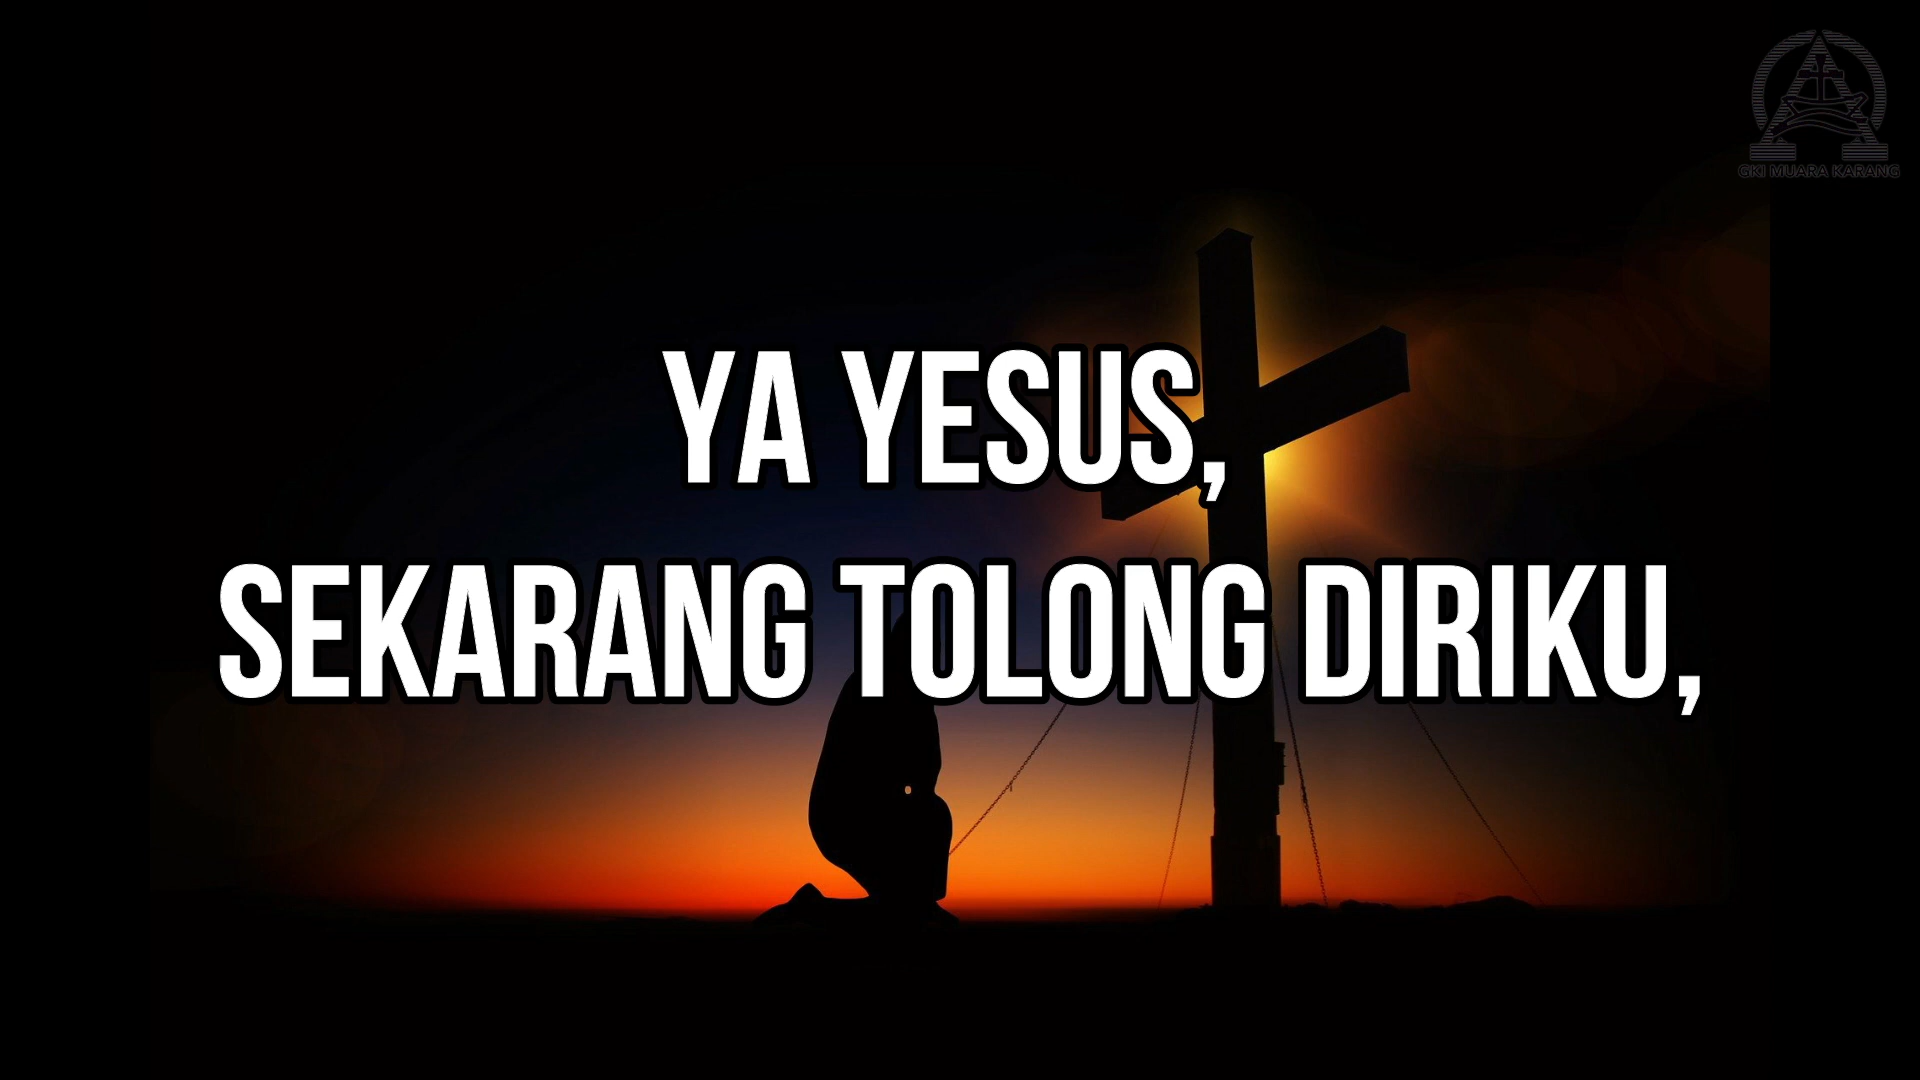 GKI MUARA KARANG
YA YESUS,
SEKARANG TOLONG DIRIKU,